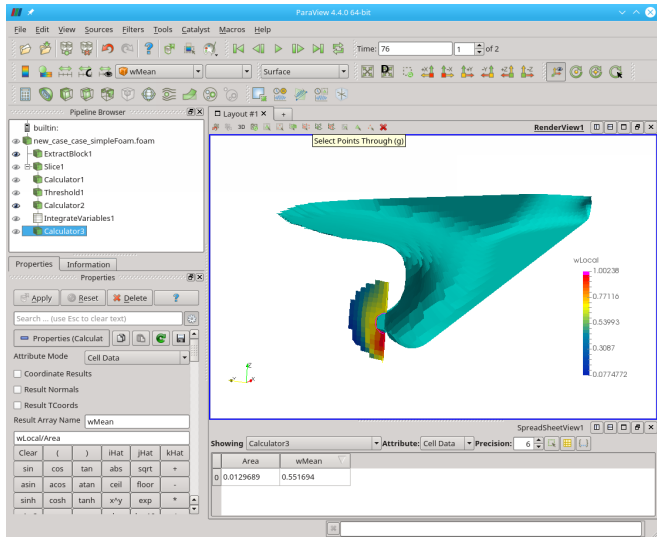 ParaView 4.4.0 64-bit
File Edit View Sources Filters Tools Catalyst Macros Help
Time: 76 1 of 2
wMean Surface
Pipeline Browser
builtin:
new_case_case_simpleFoam.foam
ExtractBlock1
Slice1
Calculator1
Threshold1
Calculator2
IntegrateVariables1
Calculator3
Properties Information
Properties
Apply Reset Delete ?
Search ... (use Esc to clear text)
Properties (Calculat
Attribute Mode Cell Data
Coordinate Results
Result Normals
Result TCoords
Result Array Name wMean
wLocal/Area
Clear ( ) iHat jHat kHat
sin cos tan abs sqrt +
asin acos atan ceil floor -
sinh cosh tanh x^y exp *
Layout #1 +
3D RenderView1
Select Points Through (g)
wLocal
1.00238
0.77116
0.53993
0.3087
0.0774772
Z
SpreadSheetView1
Showing Calculator3 Attribute: Cell Data Precision: 6
Area wMean
0 0.0129689 0.551694